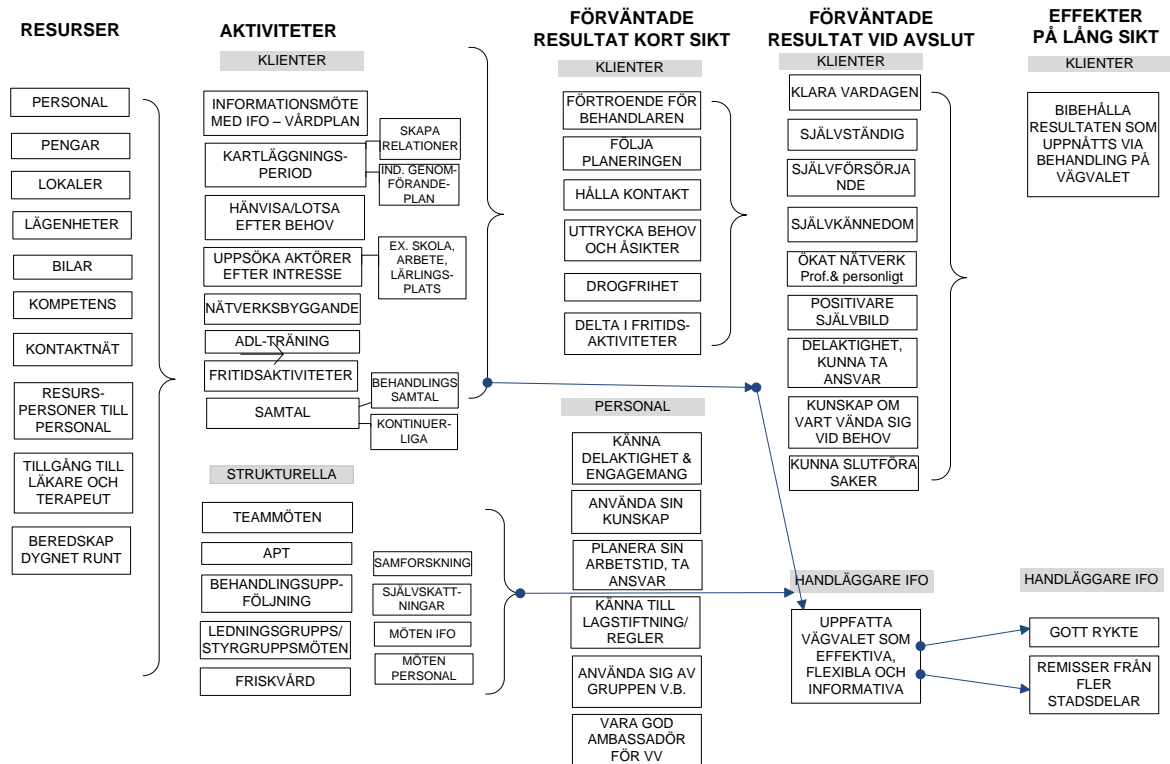 RESURSER
PERSONAL
PENGAR
LOKALER
LÄGENHETER
BILAR
KOMPETENS
KONTAKTNÄT
RESURS-
PERSONER TILL
PERSONAL
TILLGÅNG TILL
LÄKARE OCH
TERAPEUT
BEREDSKAP
DYGNET RUNT
AKTIVITETER
KLIENTER
INFORMATIONSMÖTE
MED IFO – VÅRDPLAN
KARTLÄGGNINGS-
PERIOD
SKAPA
RELATIONER
IND. GENOM-
FÖRANDE-
PLAN
HÄNVISA/LOTSA
EFTER BEHOV
UPPSÖKA AKTÖRER
EFTER INTRESSE
EX. SKOLA,
ARBETE,
LÄRLINGS-
PLATS
NÄTVERKSBYGGANDE
ADL-TRÄNING
FRITIDSAKTIVITETER
SAMTAL
BEHANDLINGS
SAMTAL
KONTINUER-
LIGA
STRUKTURELLA
TEAMMÖTEN
APT
BEHANDLINGSUPP-
FÖLJNING
LEDNINGSGRUPPS/
STYRGRUPPSMÖTEN
FRISKVÅRD
SAMFORSKNING
SJÄLVSKATT-
NINGAR
MÖTEN IFO
MÖTEN
PERSONAL
FÖRVÄNTADE
RESULTAT KORT SIKT
KLIENTER
FÖRTROENDE FÖR
BEHANDLAREN
FÖLJA
PLANERINGEN
HÅLLA KONTAKT
UTTRYCKA BEHOV
OCH ÅSIKTER
DROGFRIHET
DELTA I FRITIDS-
AKTIVITETER
PERSONAL
KÄNNA
DELAKTIGHET &
ENGAGEMANG
ANVÄNDA SIN
KUNSKAP
PLANERA SIN
ARBETSTID, TA
ANSVAR
KÄNNA TILL
LAGSTIFTNING/
REGLER
ANVÄNDA SIG AV
GRUPPEN V.B.
VARA GOD
AMBASSADÖR
FÖR VV
FÖRVÄNTADE
RESULTAT VID AVSLUT
KLIENTER
KLARA VARDAGEN
SJÄLVSTÄNDIG
SJÄLVFÖRSÖRJA
NDE
SJÄLVKÄNNEDOM
ÖKAT NÄTVERK
Prof.& personligt
POSITIVARE
SJÄLVBILD
DELAKTIGHET,
KUNNA TA
ANSVAR
KUNSKAP OM
VART VÄNDA SIG
VID BEHOV
KUNNA SLUTFÖRA
SAKER
HANDLÄGGARE IFO
UPPFATTA
VÄGVALET SOM
EFFEKTIVA,
FLEXIBLA OCH
INFORMATIVA
EFFEKTER
PÅ LÅNG SIKT
KLIENTER
BIBEHÅLLA
RESULTATEN SOM
UPPNÅTTS VIA
BEHANDLING PÅ
VÄGVALET
HANDLÄGGARE IFO
GOTT RYKTE
REMISSER FRÅN
FLER
STADSDELAR